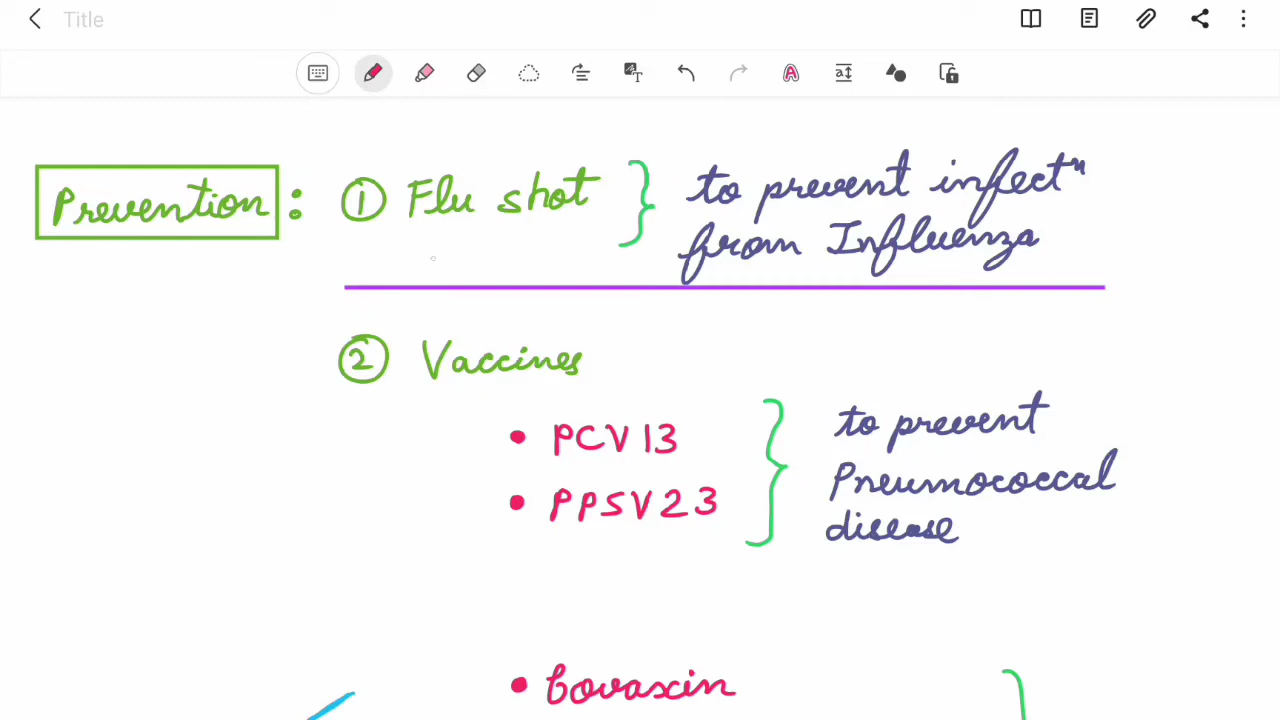 Title
Prevention : ① Flu shot } to prevent infectⁿ
from Influenza
② Vaccines
• PCV13
• PPSV23
to prevent
Pneumococcal
disease
• Covaxin